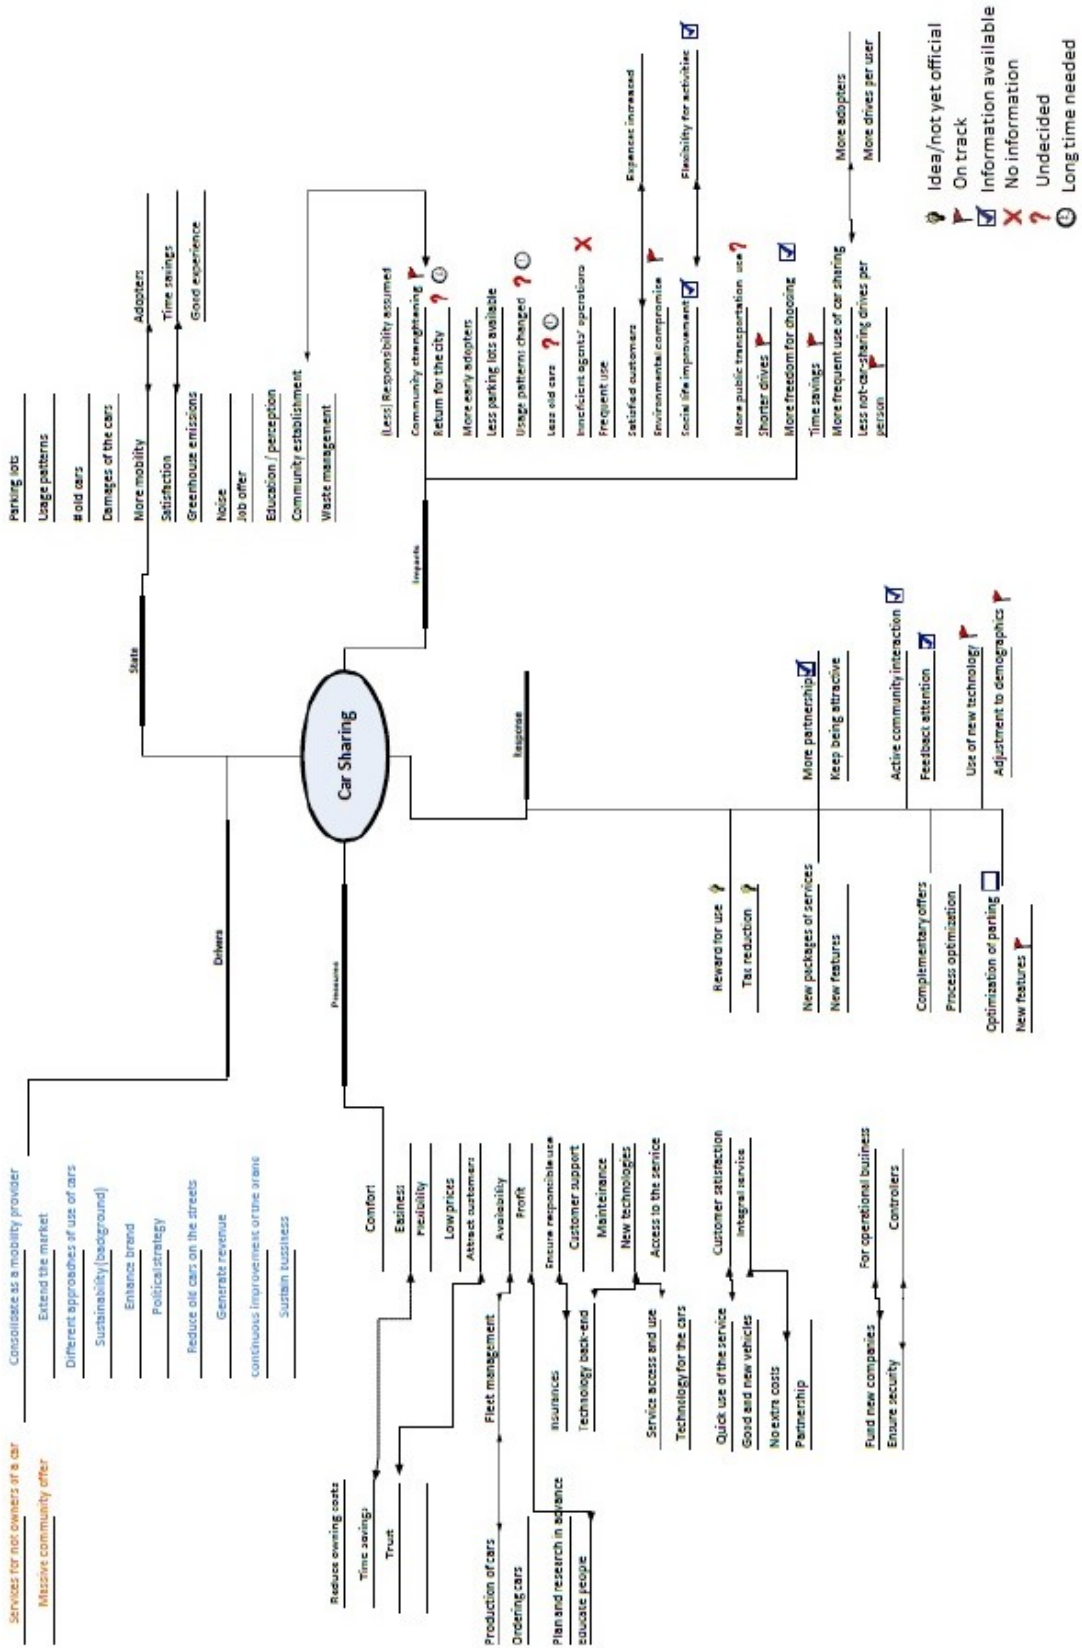 Services for not owners of a car
Massive community offer
Consolidate as a mobility provider
Extend the market
Different approaches of use of cars
Sustainability (background)
Enhance brand
Political strategy
Reduce old cars on the streets
Generate revenue
continuous improvement of the brand
Sustain bussiness
Drivers
State
Parking lots
Usage patterns
# old cars
Damages of the cars
More mobility
Satisfaction
Greenhouse emissions
Noise
Job offer
Education / perception
Community establishment
Waste management
Adopters
Time savings
Good experience
Car Sharing
Pressures
Comfort
Easiness
Flexibility
Low prices
Attract customers
Availability
Profit
Ensure responsible use
Customer support
Mainteirance
New technologies
Access to the service
Customer satisfaction
Integral service
For operational business
Controllers
Reduce owning costs
Time savings
Trust
Fleet management
Production of cars
Ordering cars
Plan and research in advance
educate people
insurances
Technology back-end
Service access and use
Technology for the cars
Quick use of the service
Good and new vehicles
No extra costs
Partnership
Fund new companies
Ensure security
Impacts
(Less) Responsibility assumed
Community strenghtening
Return for the city
More early adopters
Less parking lots available
Usage patterns changed
Less old cars
Inneficient agents' operations
Frequent use
Satisfied customers
Environmental compromise
Social life improvement
Expences increased
Flexibility for activities
More public transportation use
Shorter drives
More freedom for choosing
Time savings
More frequent use of car sharing
Less not-car-sharing drives per
person
More adopters
More drives per user
Response
Reward for use
Tax reduction
More partnership
Keep being attractive
New packages of services
New features
Active community interaction
Feedback attention
Complementary offers
Process optimization
Use of new technology
Adjustment to demographics
Optimization of parking
New features
Idea/not yet official
On track
Information available
No information
Undecided
Long time needed